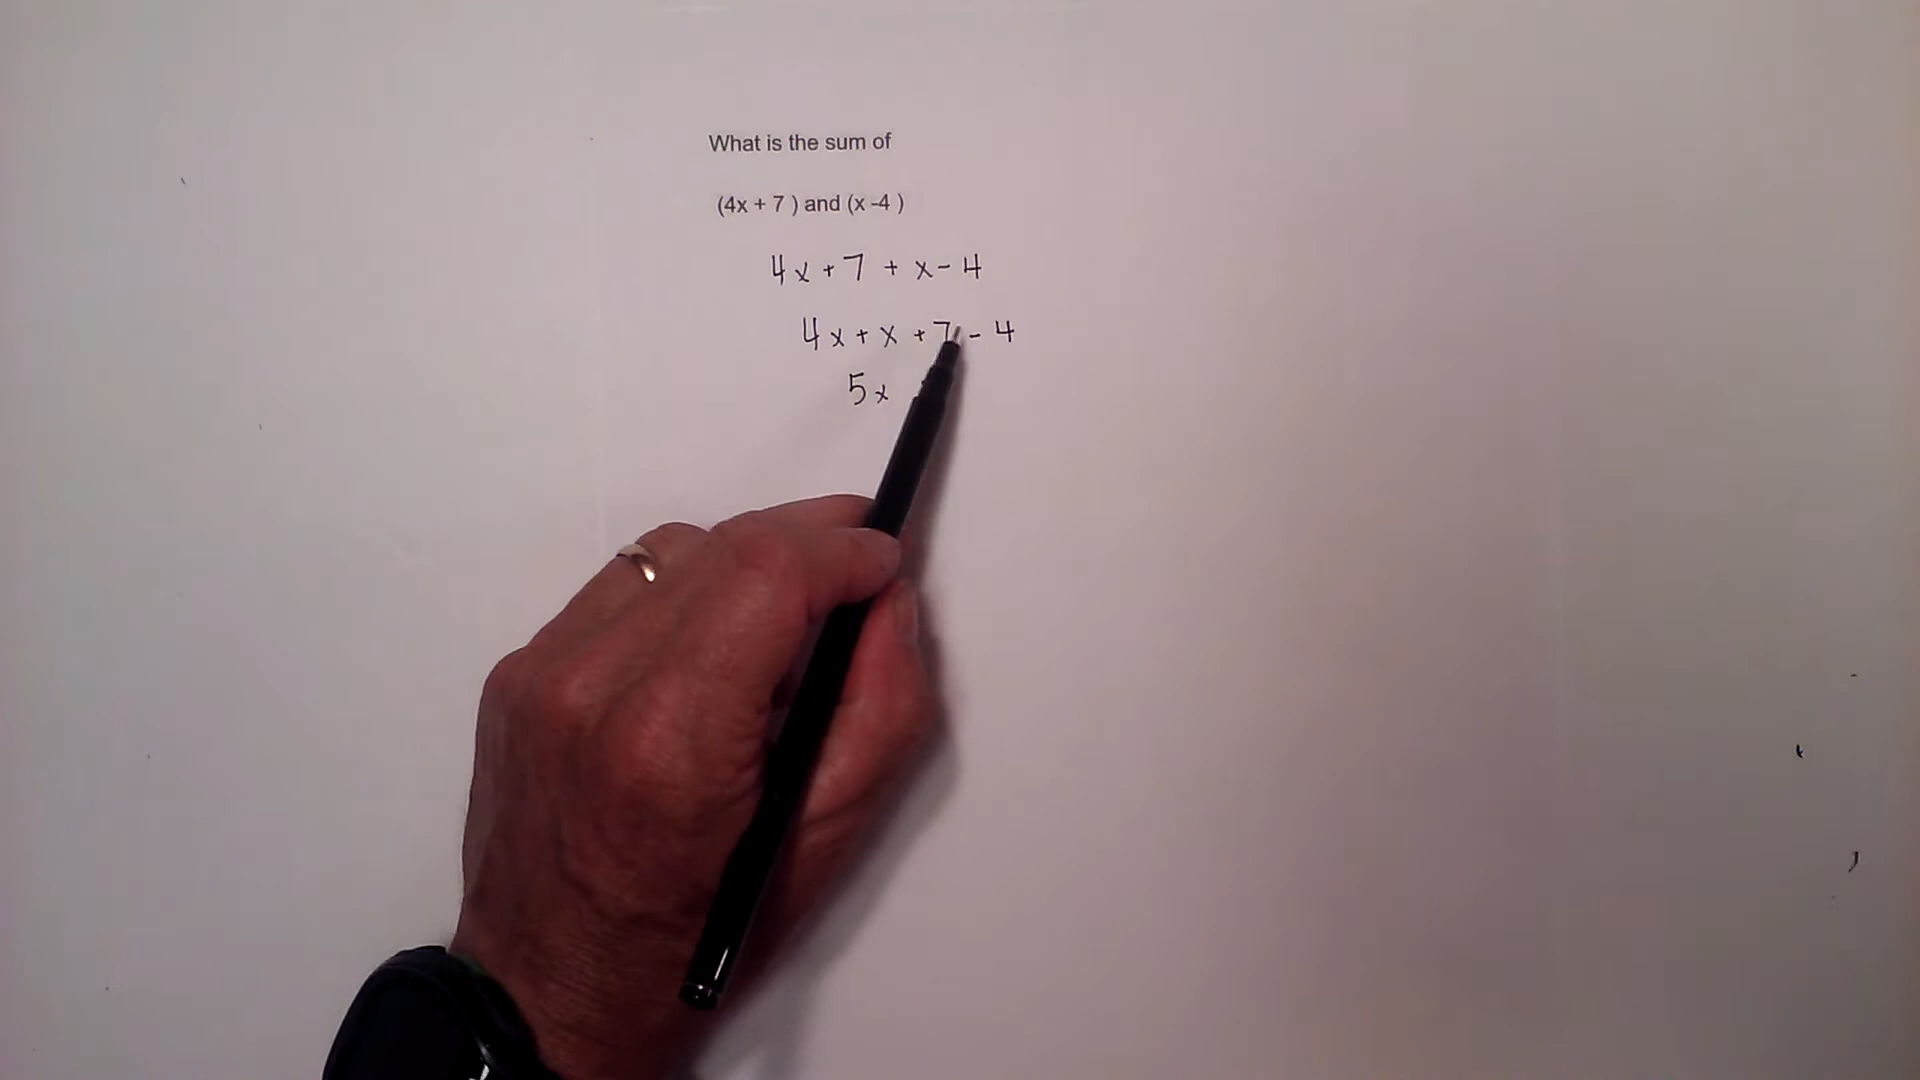 What is the sum of
(4x + 7 ) and (x -4 )
4x + 7 + x - 4
4x + x + 7 - 4
5x